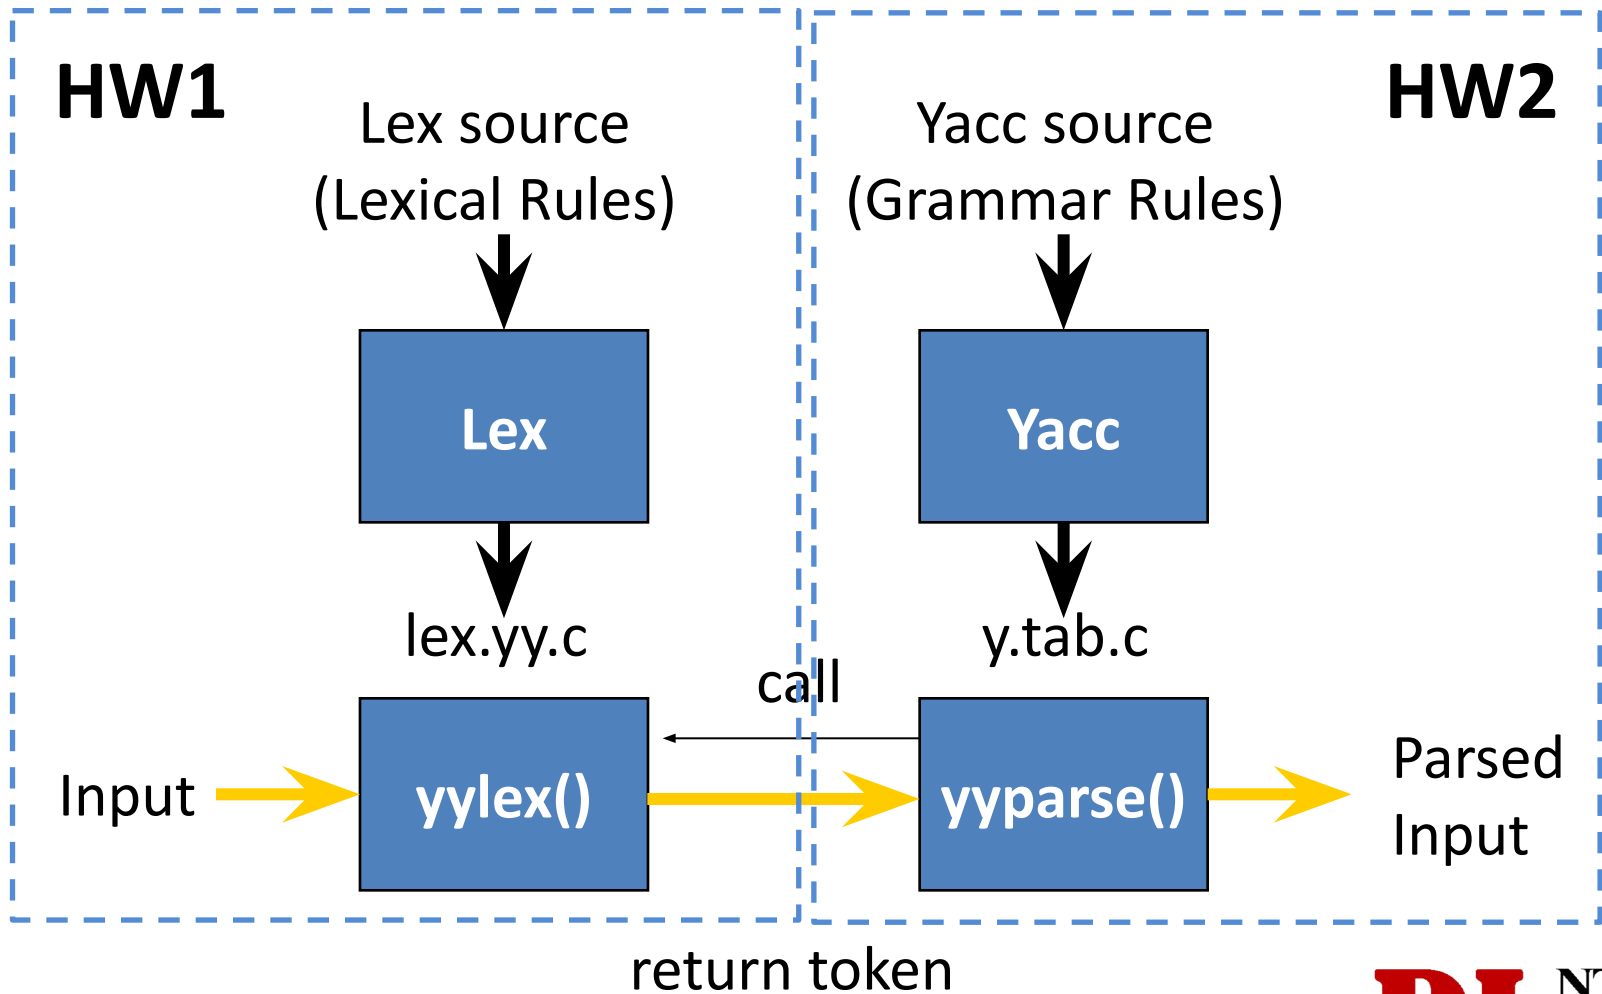 HW1
HW2
Lex source
(Lexical Rules)
Yacc source
(Grammar Rules)
Lex
Yacc
lex.yy.c
y.tab.c
call
Input
yylex()
yyparse()
Parsed
Input
return token